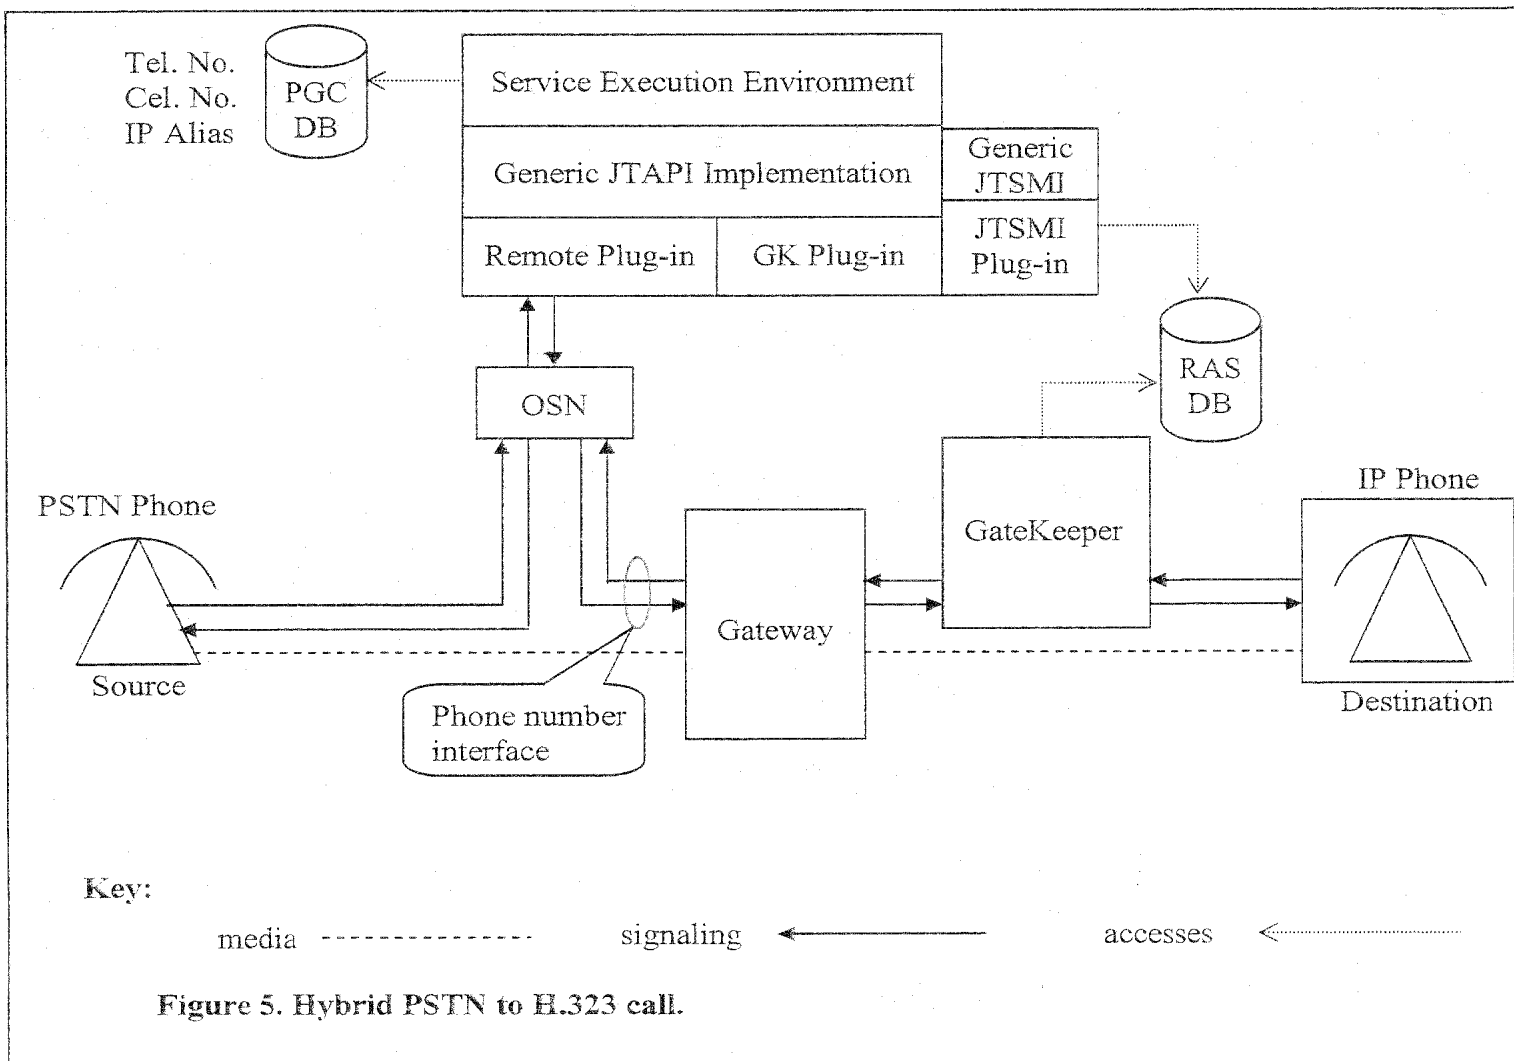 Tel. No.
Cel. No.
IP Alias
PGC
DB
Service Execution Environment
Generic JTAPI Implementation
Generic
JTSMI
Remote Plug-in
GK Plug-in
JTSMI
Plug-in
RAS
DB
OSN
PSTN Phone
IP Phone
GateKeeper
Gateway
Source
Destination
Phone number
interface
Key:
media
signaling
accesses
Figure 5. Hybrid PSTN to H.323 call.